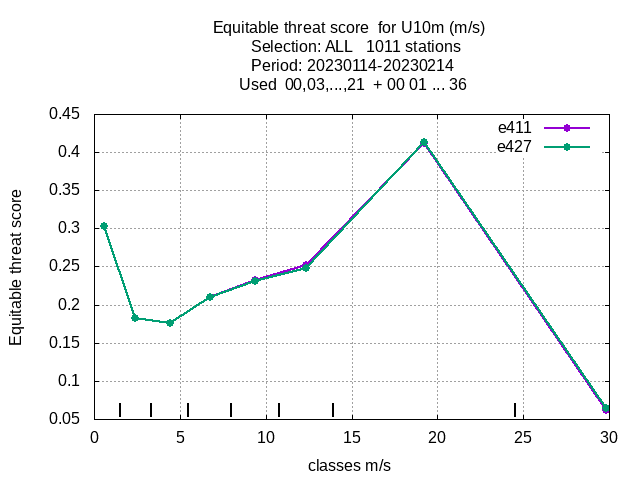 Equitable threat score  for U10m (m/s)
Selection: ALL   1011 stations
Period: 20230114-20230214
Used  00,03,...,21  + 00 01 ... 36
e411
e427
0.45
0.4
0.35
0.3
0.25
0.2
0.15
0.1
0.05
Equitable threat score
0 5 10 15 20 25 30
classes m/s